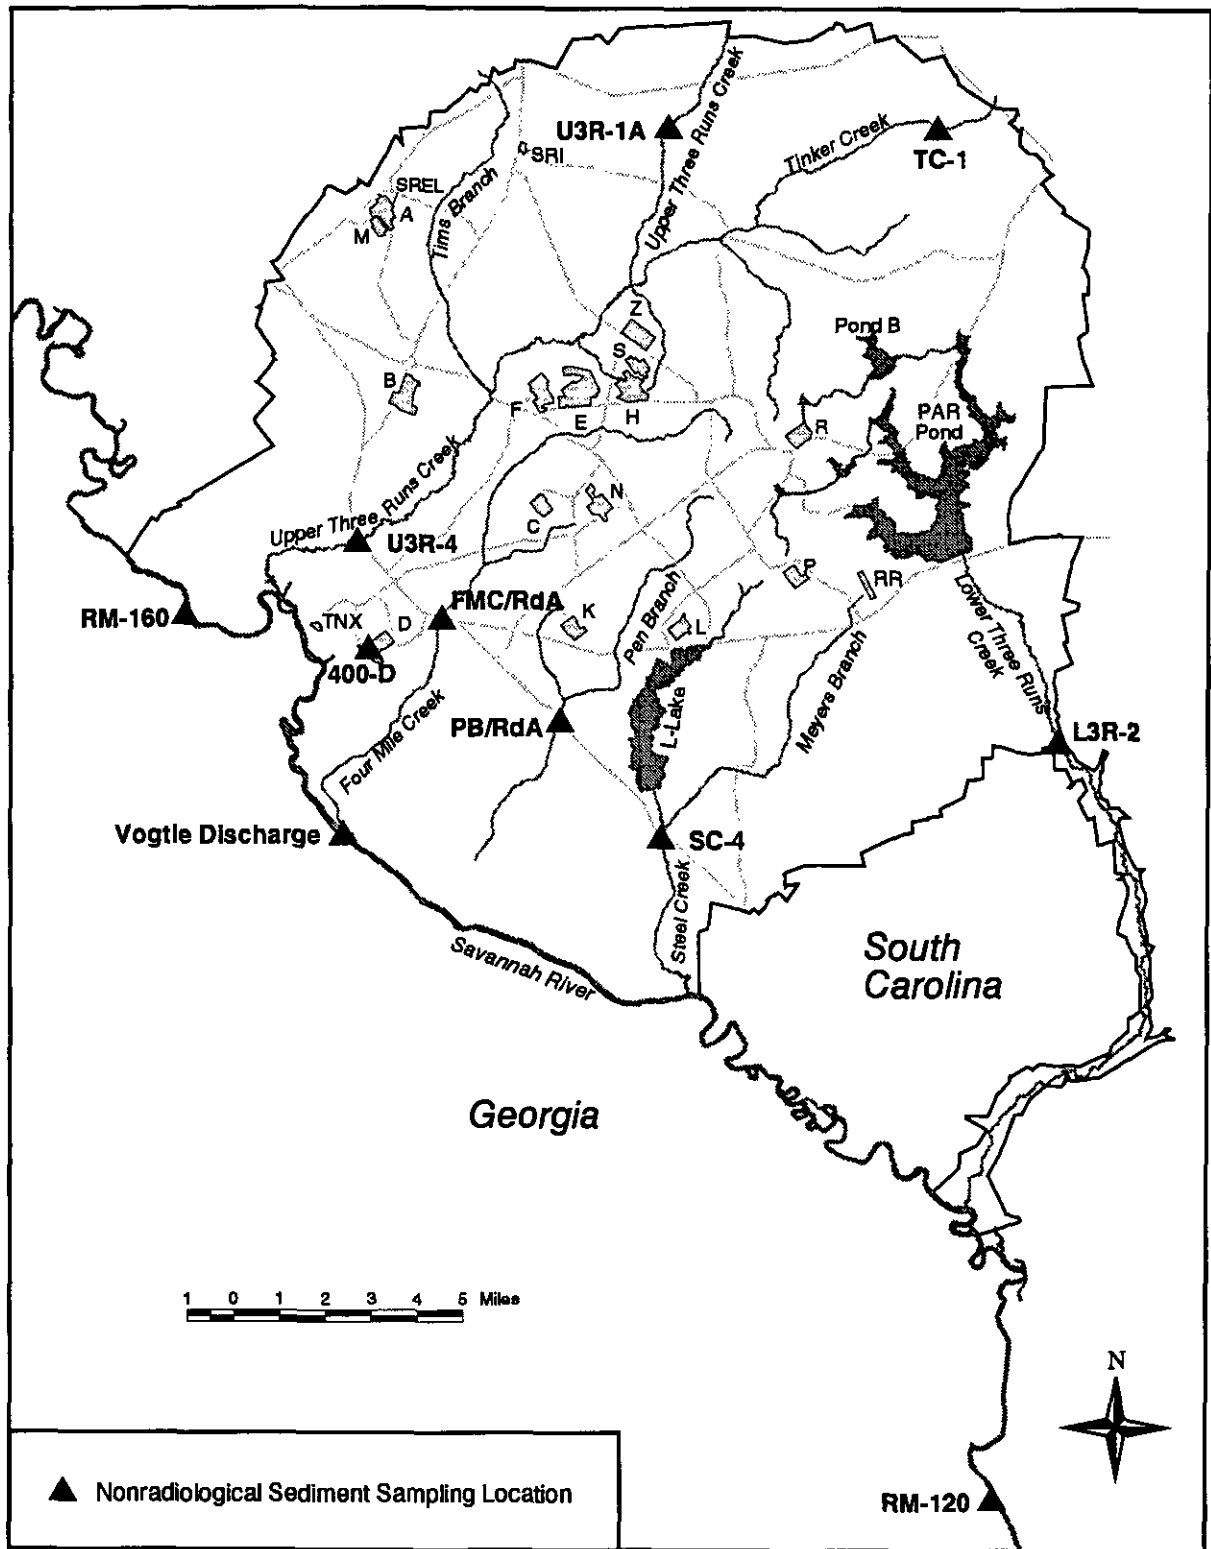 U3R-1A
Upper Three Runs Creek
Tinker Creek
TC-1
SRI
SREL
A
M
Tims Branch
Z
S
Pond B
B
F
E
H
R
PAR
Pond
Upper Three Runs Creek
U3R-4
C
N
P
RR
RM-160
TNX
D
FMC/RdA
K
Pen Branch
L
Lower Three Runs
Creek
400-D
PB/RdA
L-Lake
Meyers Branch
L3R-2
Four Mile Creek
Vogtle Discharge
SC-4
Steel Creek
Savannah River
South
Carolina
Georgia
1 0 1 2 3 4 5 Miles
N
RM-120
Nonradiological Sediment Sampling Location